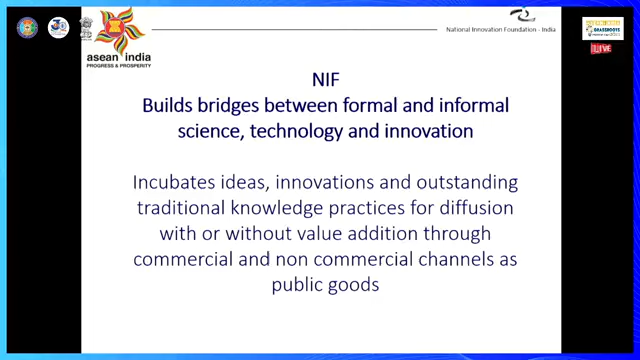 asean india
PROGRESS & PROSPERITY
National Innovation Foundation - India
GRASSROOTS
LIVE
NIF
Builds bridges between formal and informal
science, technology and innovation
Incubates ideas, innovations and outstanding
traditional knowledge practices for diffusion
with or without value addition through
commercial and non commercial channels as
public goods